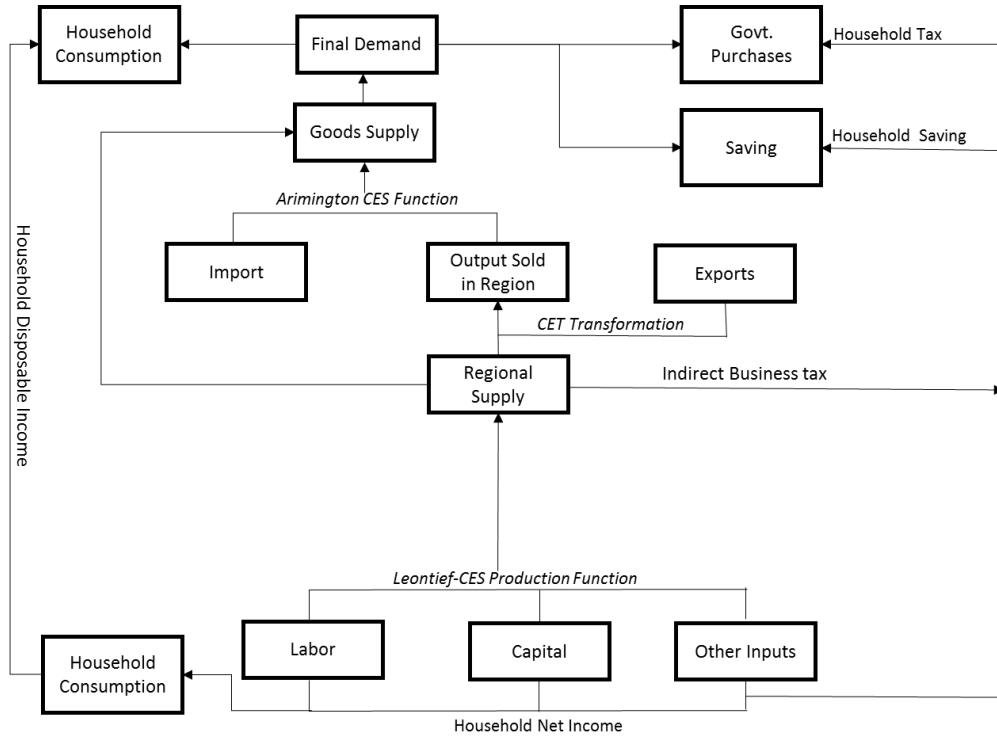 Household
Consumption
Final Demand
Govt.
Purchases
Household Tax
Goods Supply
Saving
Household  Saving
Arimington CES Function
Import
Output Sold
in Region
Exports
CET Transformation
Household Disposable Income
Regional
Supply
Indirect Business tax
Leontief-CES Production Function
Labor
Capital
Other Inputs
Household
Consumption
Household Net Income